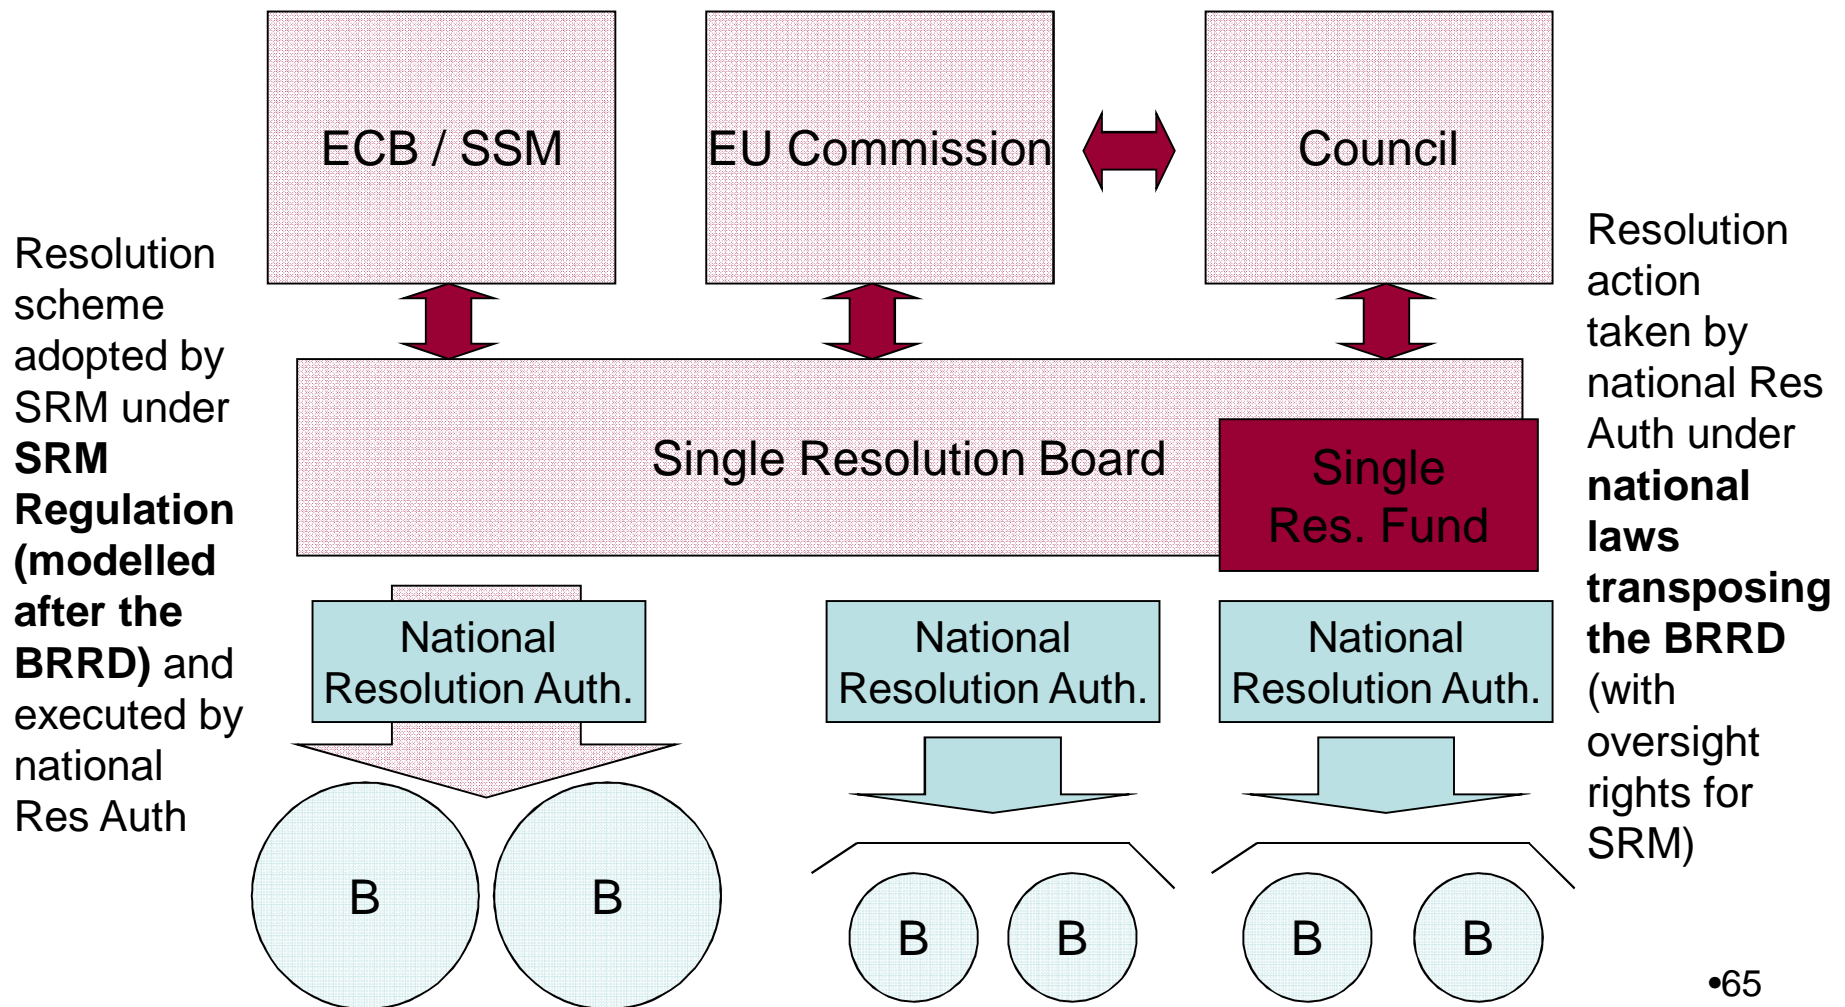 ECB / SSM
EU Commission
Council
Resolution
scheme
adopted by
SRM under
SRM
Regulation
(modelled
after the
BRRD) and
executed by
national
Res Auth
Single Resolution Board
Single
Res. Fund
National
Resolution Auth.
National
Resolution Auth.
National
Resolution Auth.
B
B
B
B
B
B
Resolution
action
taken by
national Res
Auth under
national
laws
transposing
the BRRD
(with
oversight
rights for
SRM)
•65